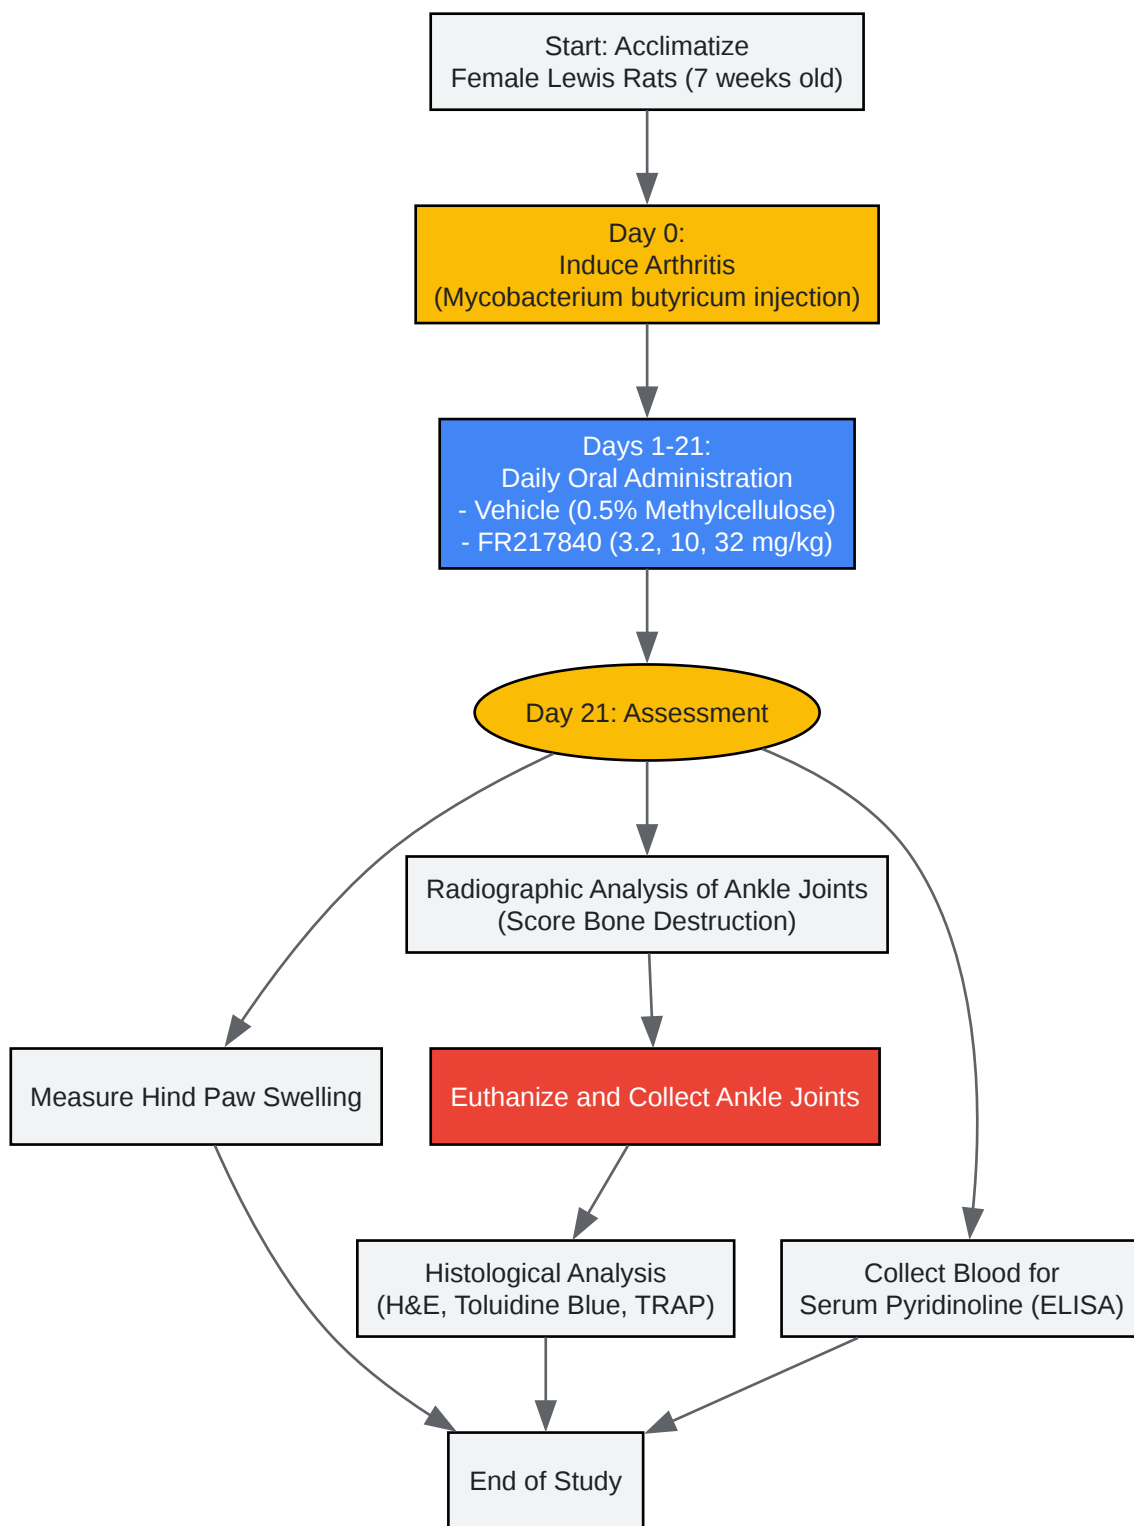 Start: Acclimatize
Female Lewis Rats (7 weeks old)
Day 0:
Induce Arthritis
(Mycobacterium butyricum injection)
Days 1-21:
Daily Oral Administration
- Vehicle (0.5% Methylcellulose)
- FR217840 (3.2, 10, 32 mg/kg)
Day 21: Assessment
Radiographic Analysis of Ankle Joints
(Score Bone Destruction)
Measure Hind Paw Swelling
Euthanize and Collect Ankle Joints
Histological Analysis
(H&E, Toluidine Blue, TRAP)
Collect Blood for
Serum Pyridinoline (ELISA)
End of Study